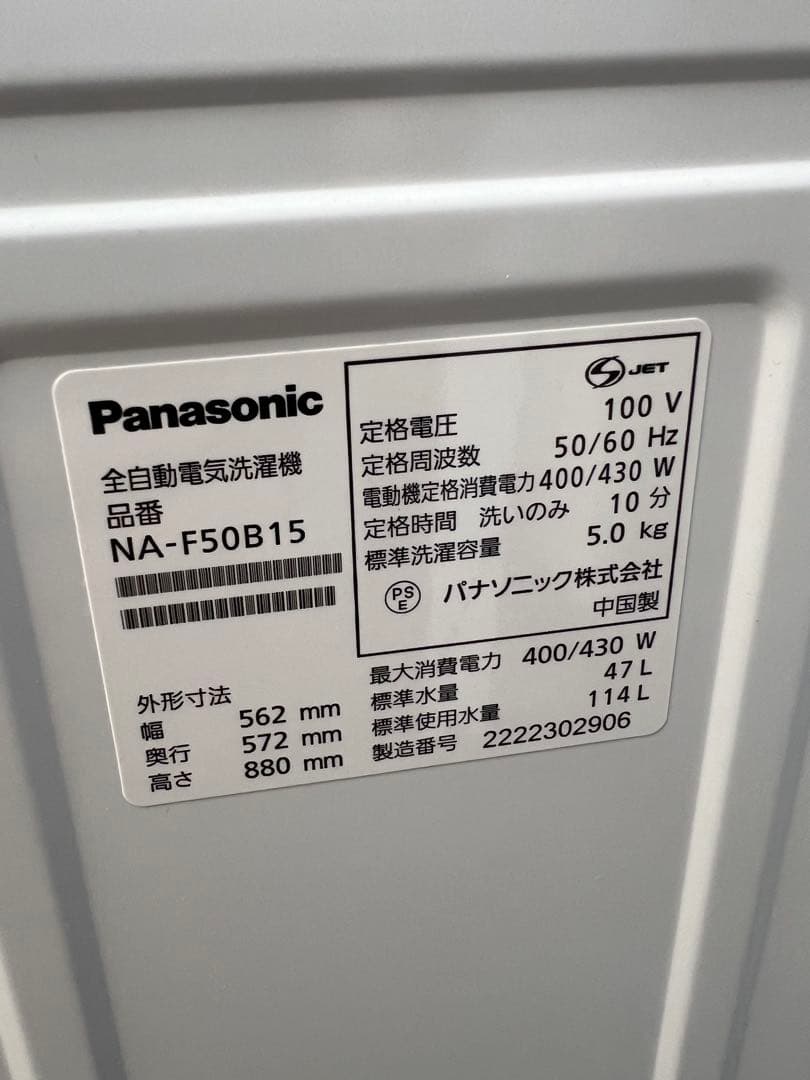 Panasonic
全自動電気洗濯機
品番
NA-F50B15
外形寸法
幅 562 mm
奥行 572 mm
高さ 880 mm
S JET
定格電圧 100 V
定格周波数 50/60 Hz
電動機定格消費電力 400/430 W
定格時間 洗いのみ 10 分
標準洗濯容量 5.0 kg
PS
E
パナソニック株式会社
中国製
最大消費電力 400/430 W
標準水量 47 L
標準使用水量 114 L
製造番号 2222302906